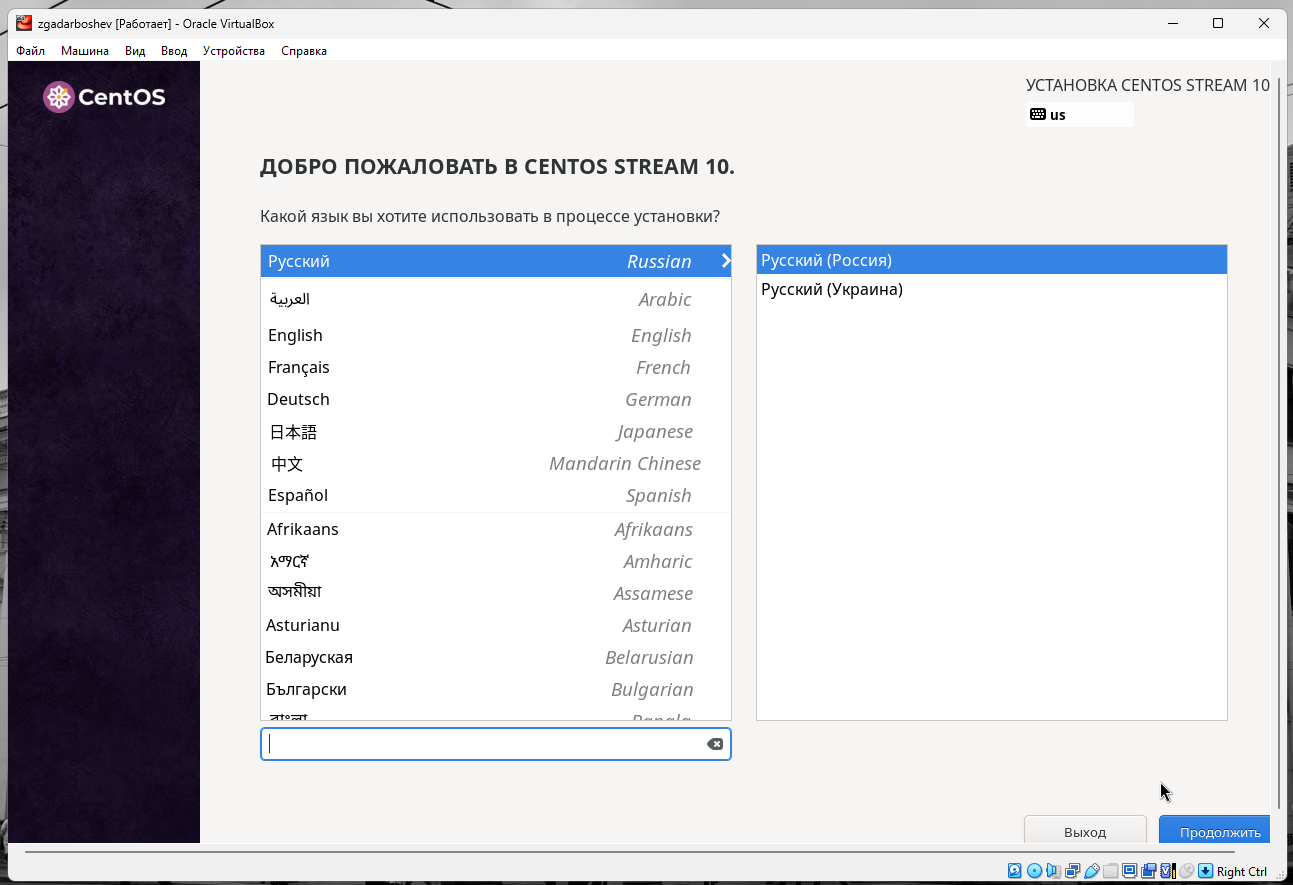 zgadarboshev [Работает] - Oracle VirtualBox
Файл Машина Вид Ввод Устройства Справка
CentOS
УСТАНОВКА CENTOS STREAM 10
us
ДОБРО ПОЖАЛОВАТЬ В CENTOS STREAM 10.
Какой язык вы хотите использовать в процессе установки?
Русский Russian
العربية Arabic
English English
Français French
Deutsch German
日本語 Japanese
中文 Mandarin Chinese
Español Spanish
Afrikaans Afrikaans
አማርኛ Amharic
অসমীয়া Assamese
Asturianu Asturian
Беларуская Belarusian
Български Bulgarian
বাংলা Bangla
Русский (Россия)
Русский (Украина)
Выход Продолжить
Right Ctrl